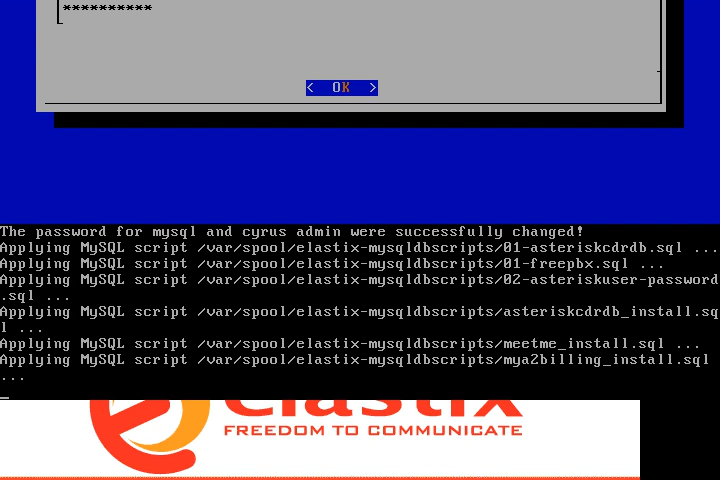 **********
< OK >
The password for mysql and cyrus admin were successfully changed!
Applying MySQL script /var/spool/elastix-mysqldbscripts/01-asteriskcdrdb.sql ...
Applying MySQL script /var/spool/elastix-mysqldbscripts/01-freepbx.sql ...
Applying MySQL script /var/spool/elastix-mysqldbscripts/02-asteriskuser-password
.sql ...
Applying MySQL script /var/spool/elastix-mysqldbscripts/asteriskcdrdb_install.sq
l ...
Applying MySQL script /var/spool/elastix-mysqldbscripts/meetme_install.sql ...
Applying MySQL script /var/spool/elastix-mysqldbscripts/mya2billing_install.sql
...
elastix
FREEDOM TO COMMUNICATE